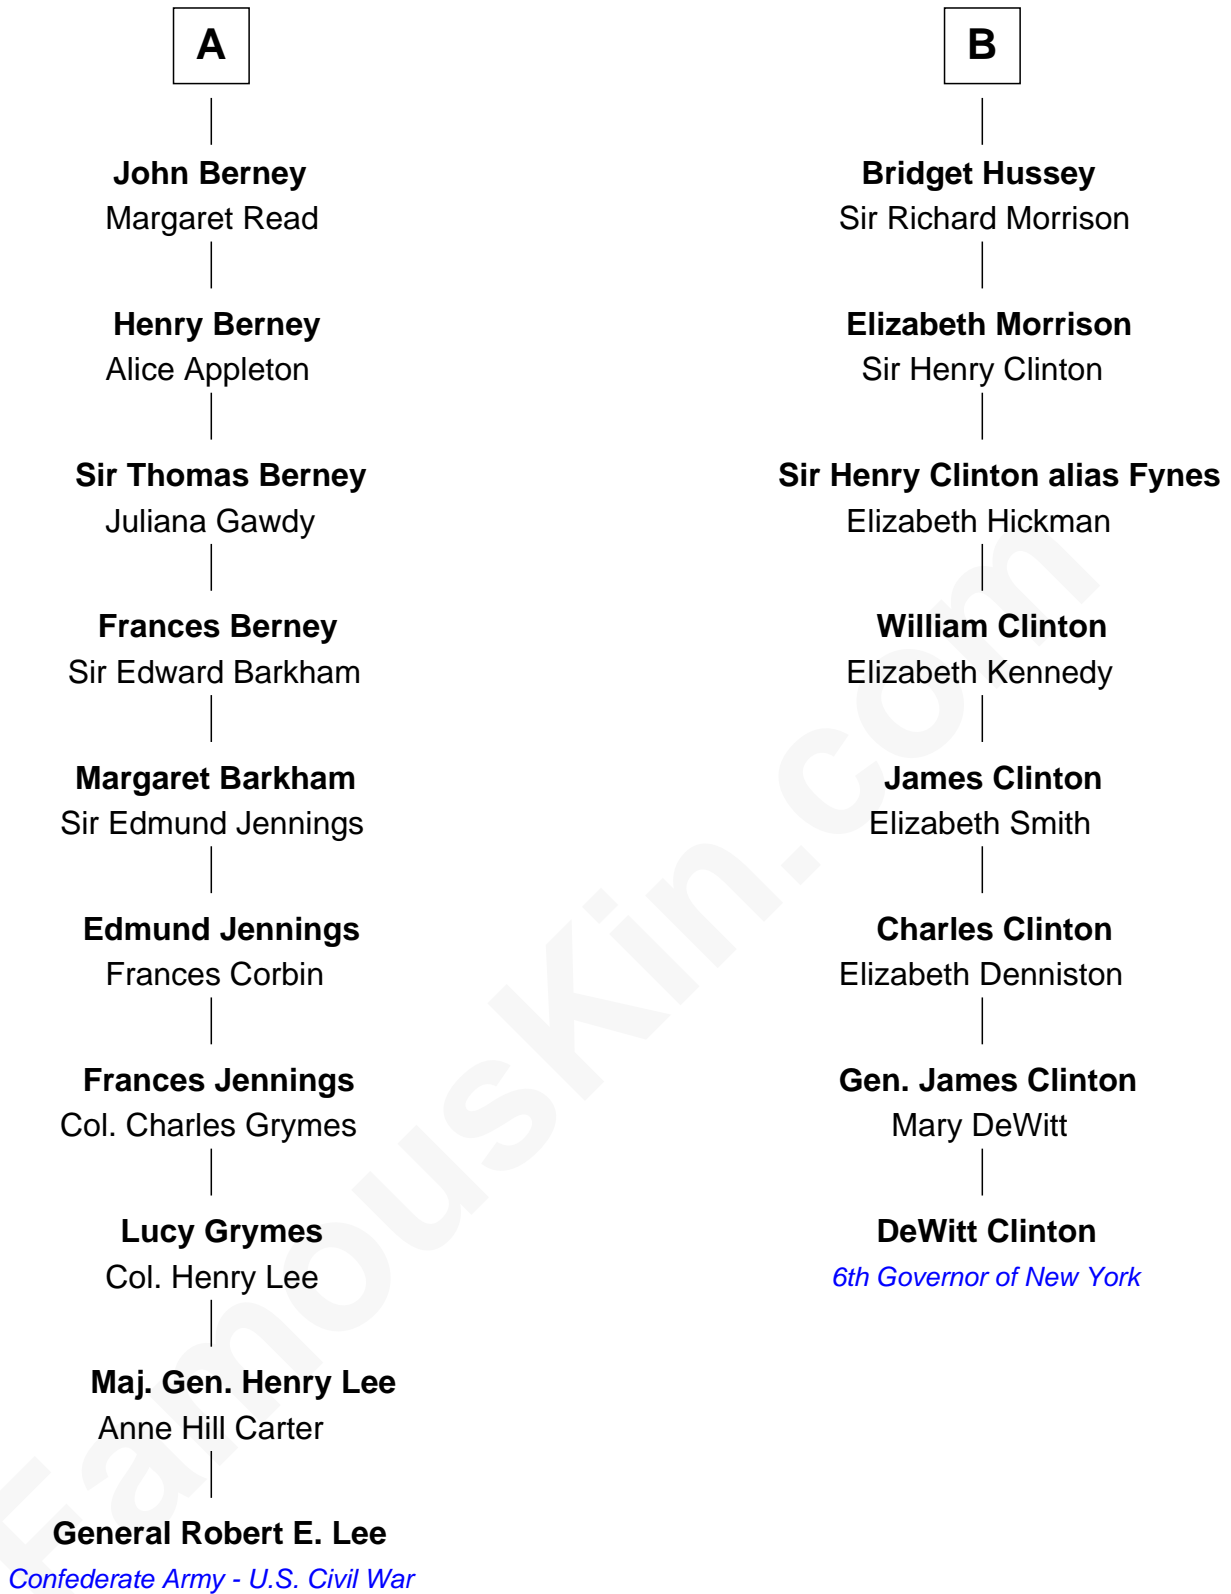 A
John Berney
Margaret Read
Henry Berney
Alice Appleton
Sir Thomas Berney
Juliana Gawdy
Frances Berney
Sir Edward Barkham
Margaret Barkham
Sir Edmund Jennings
Edmund Jennings
Frances Corbin
Frances Jennings
Col. Charles Grymes
Lucy Grymes
Col. Henry Lee
Maj. Gen. Henry Lee
Anne Hill Carter
General Robert E. Lee
Confederate Army - U.S. Civil War
B
Bridget Hussey
Sir Richard Morrison
Elizabeth Morrison
Sir Henry Clinton
Sir Henry Clinton alias Fynes
Elizabeth Hickman
William Clinton
Elizabeth Kennedy
James Clinton
Elizabeth Smith
Charles Clinton
Elizabeth Denniston
Gen. James Clinton
Mary DeWitt
DeWitt Clinton
6th Governor of New York
FamousKin.com